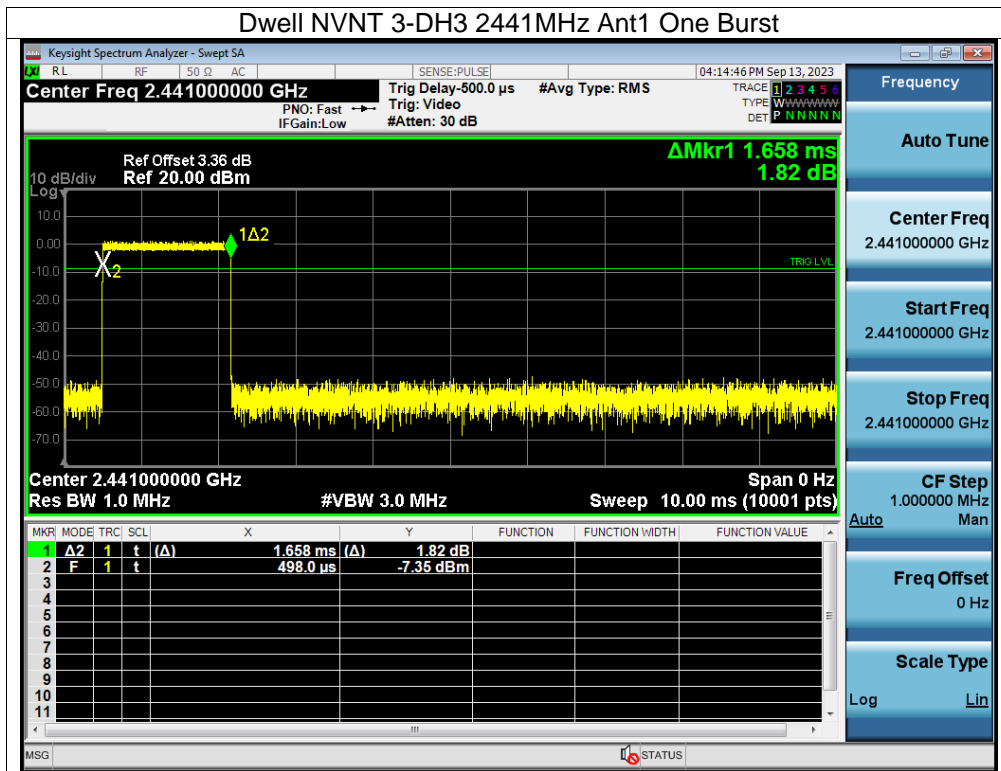 Dwell NVNT 3-DH3 2441MHz Ant1 One Burst
Keysight Spectrum Analyzer - Swept SA
LXI RL RF 50 Ω AC SENSE:PULSE 04:14:46 PM Sep 13, 2023
Center Freq 2.441000000 GHz Trig Delay-500.0 µs #Avg Type: RMS TRACE 1 2 3 4 5 6
PNO: Fast Trig: Video TYPE WWWWWW
IFGain:Low #Atten: 30 dB DET P N N N N N
ΔMkr1 1.658 ms
1.82 dB
Ref Offset 3.36 dB
10 dB/div Ref 20.00 dBm
Log
10.0
0.00
-10.0
-20.0
-30.0
-40.0
-50.0
-60.0
-70.0
1Δ2
2
TRIG LVL
Center 2.441000000 GHz Span 0 Hz
Res BW 1.0 MHz #VBW 3.0 MHz Sweep 10.00 ms (10001 pts)
MKR MODE TRC SCL X Y FUNCTION FUNCTION WIDTH FUNCTION VALUE
1 Δ2 1 t (Δ) 1.658 ms (Δ) 1.82 dB
2 F 1 t 498.0 µs -7.35 dBm
3
4
5
6
7
8
9
10
11
MSG STATUS
Frequency
Auto Tune
Center Freq
2.441000000 GHz
Start Freq
2.441000000 GHz
Stop Freq
2.441000000 GHz
CF Step
1.000000 MHz
Auto Man
Freq Offset
0 Hz
Scale Type
Log Lin